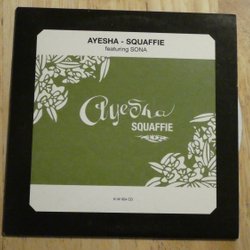 AYESHA - SQUAFFIE
featuring SONA
Ayesha
SQUAFFIE